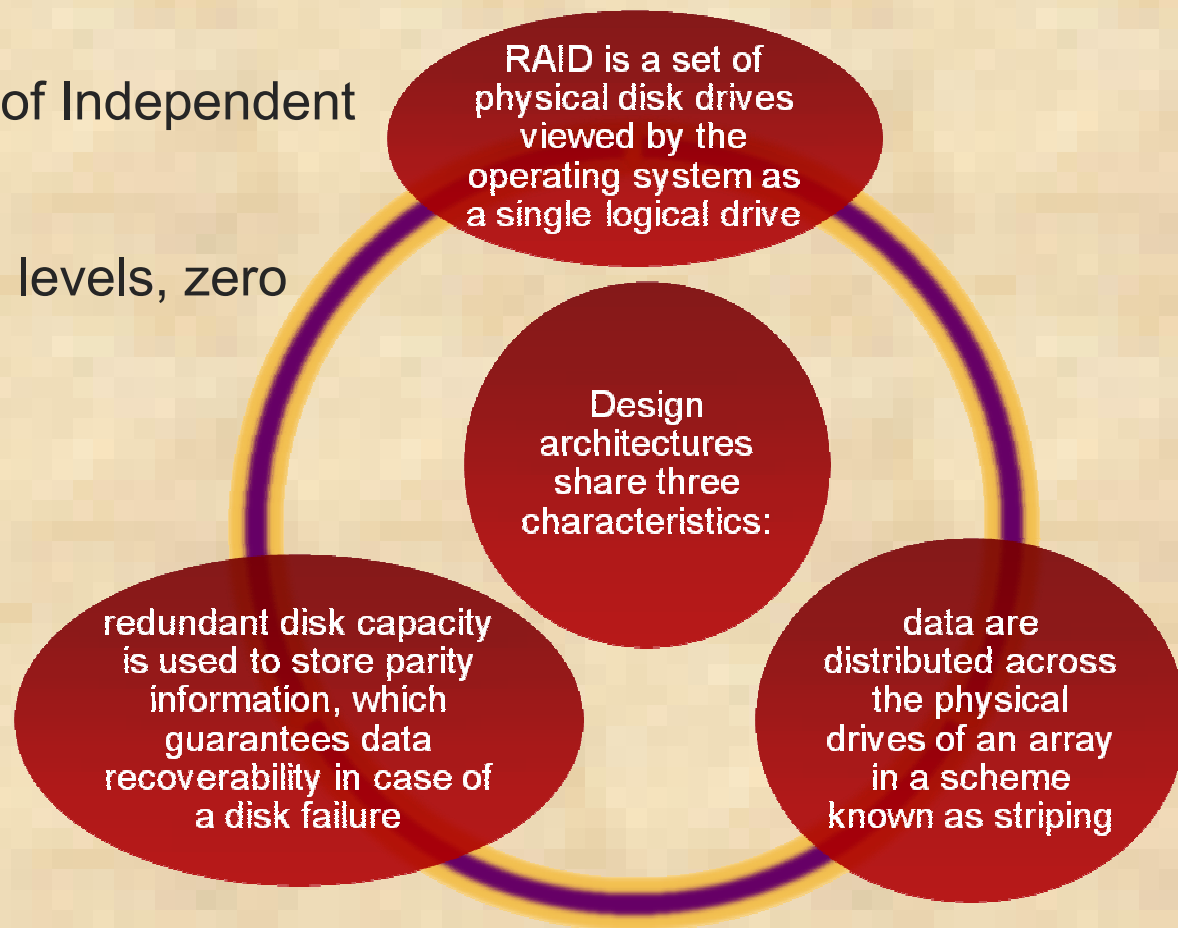 of Independent
levels, zero
RAID is a set of
physical disk drives
viewed by the
operating system as
a single logical drive
Design
architectures
share three
characteristics:
redundant disk capacity
is used to store parity
information, which
guarantees data
recoverability in case of
a disk failure
data are
distributed across
the physical
drives of an array
in a scheme
known as striping